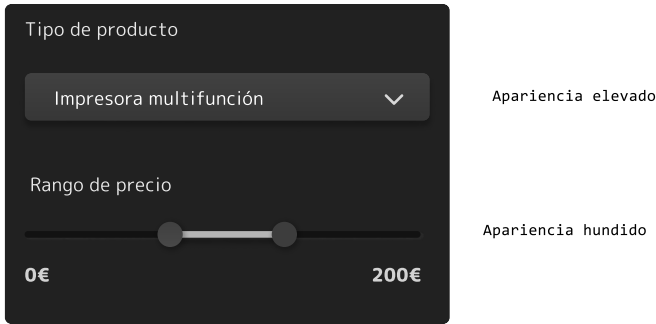 Tipo de producto
Impresora multifunción
Apariencia elevado
Rango de precio
Apariencia hundido
0€
200€